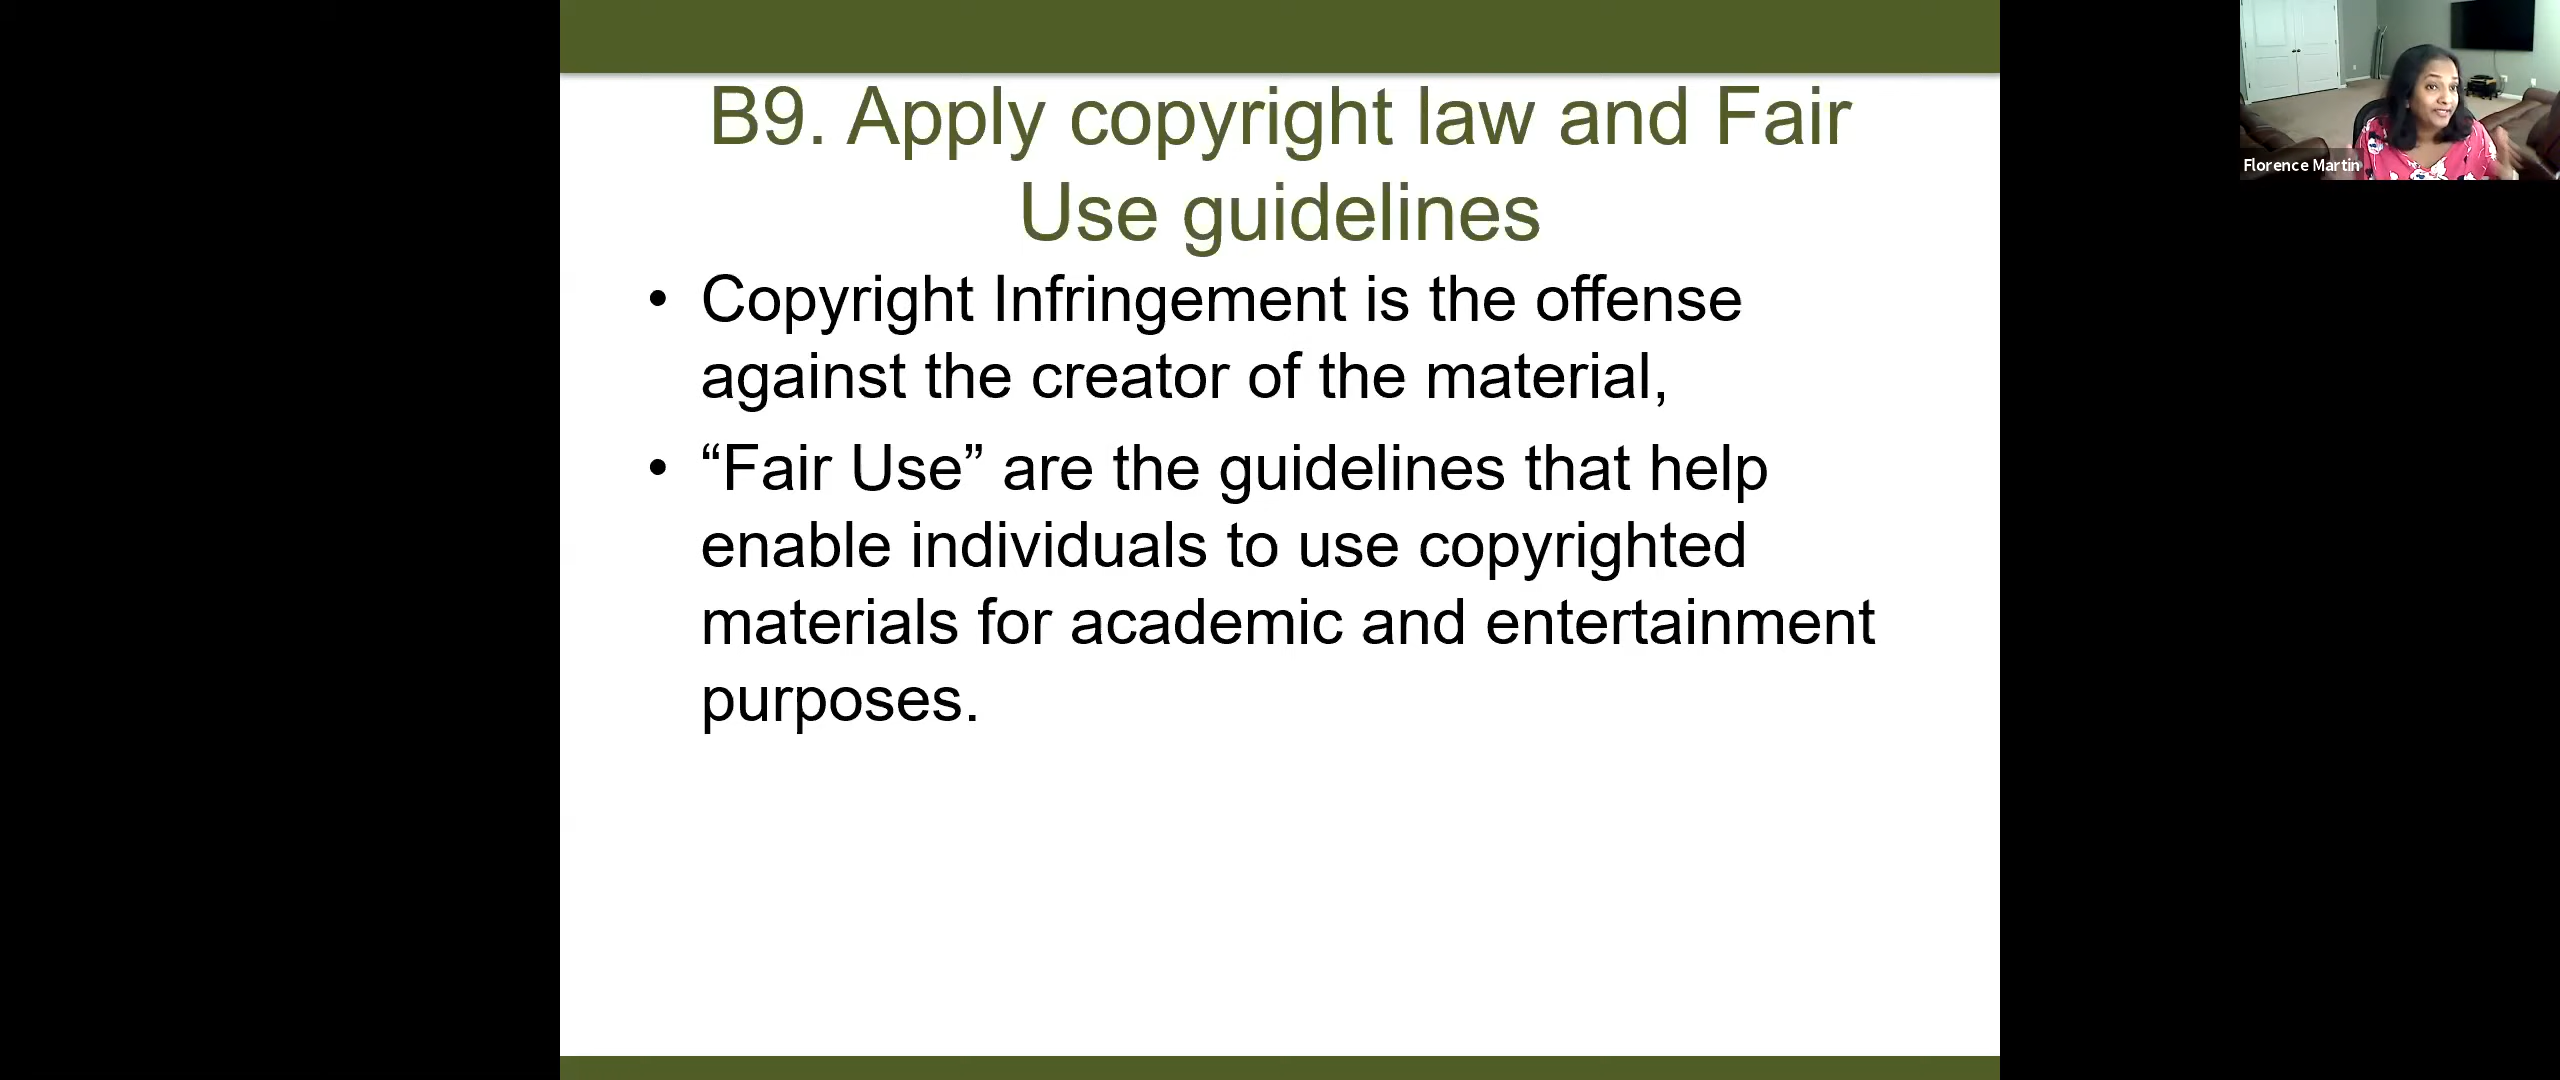 B9. Apply copyright law and Fair
Use guidelines
• Copyright Infringement is the offense
against the creator of the material,
• “Fair Use” are the guidelines that help
enable individuals to use copyrighted
materials for academic and entertainment
purposes.
Florence Martin